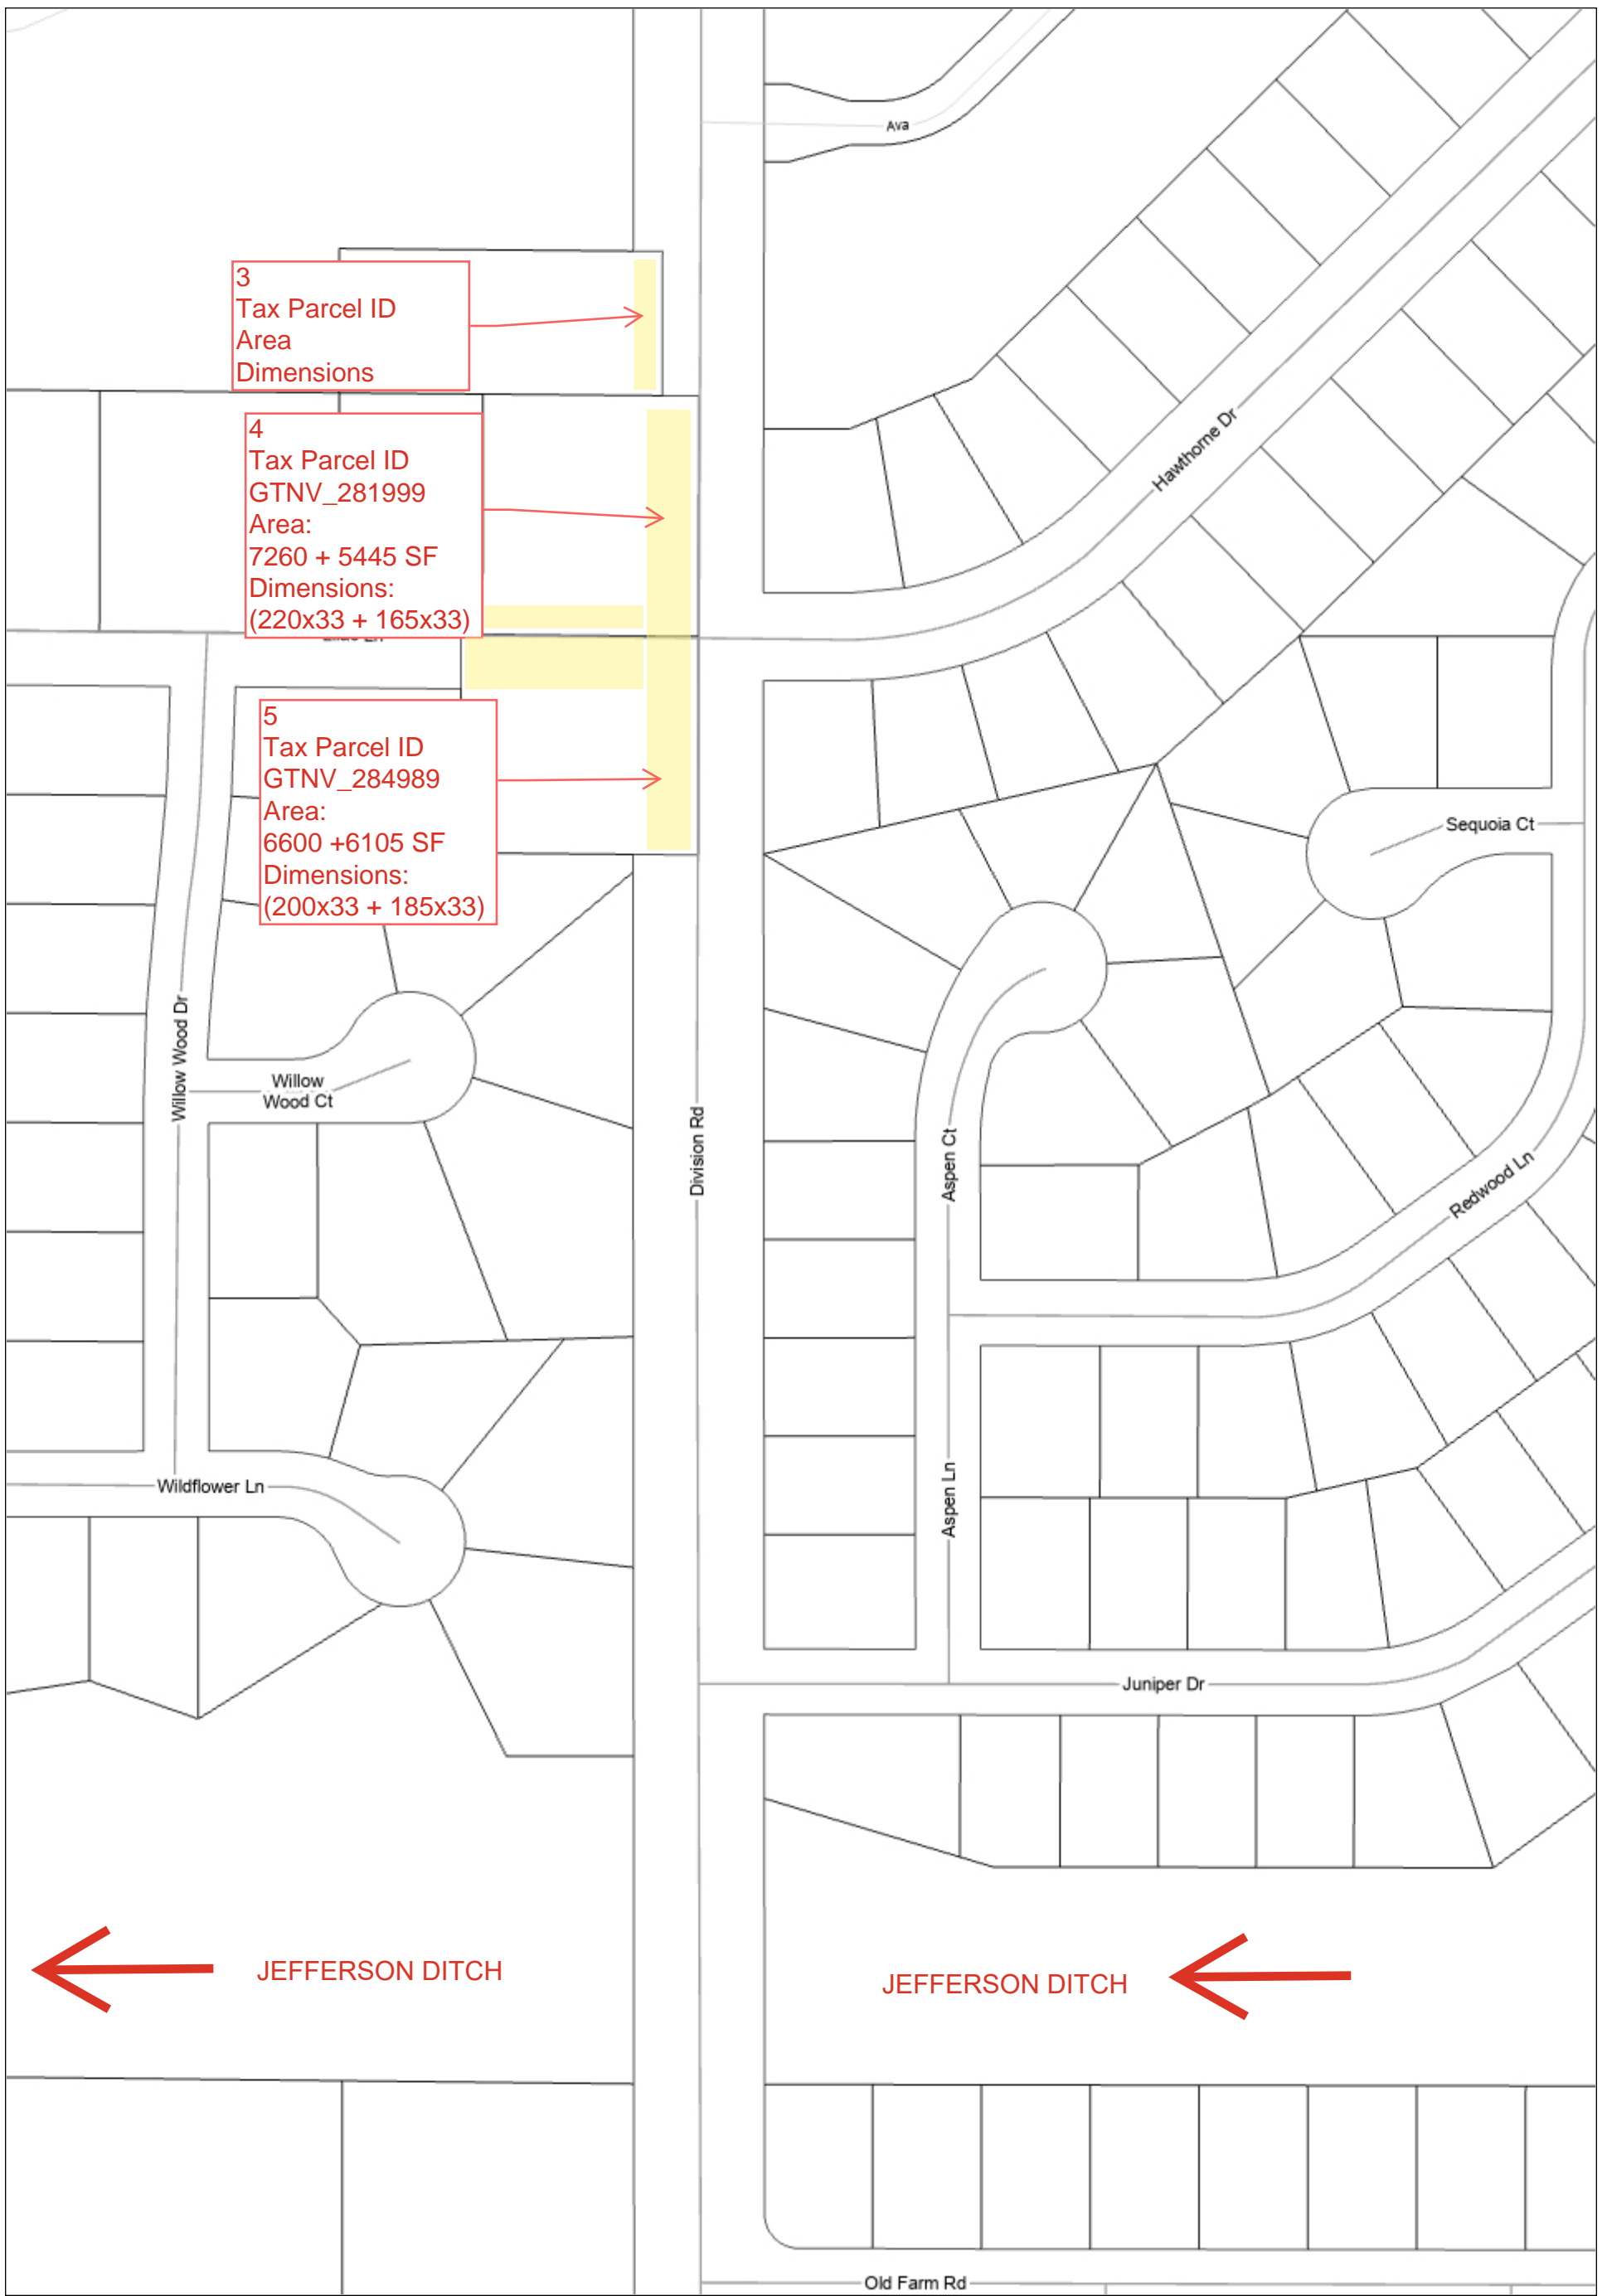 Ava
3
Tax Parcel ID
Area
Dimensions
4
Tax Parcel ID
GTNV_281999
Area:
7260 + 5445 SF
Dimensions:
(220x33 + 165x33)
Hawthorne Dr
5
Tax Parcel ID
GTNV_284989
Area:
6600 +6105 SF
Dimensions:
(200x33 + 185x33)
Sequoia Ct
Willow Wood Dr
Willow
Wood Ct
Division Rd
Aspen Ct
Redwood Ln
Wildflower Ln
Aspen Ln
Juniper Dr
JEFFERSON DITCH
JEFFERSON DITCH
Old Farm Rd